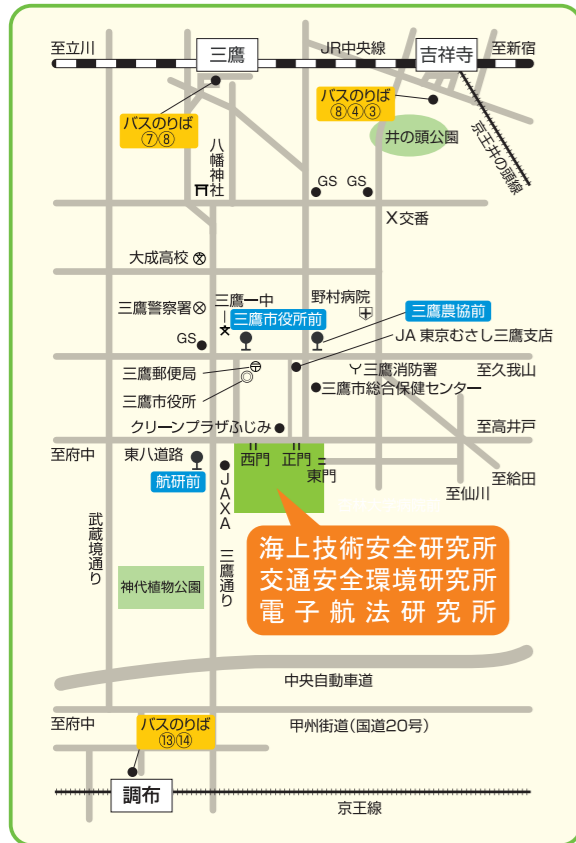 至立川
三鷹
JR中央線
吉祥寺
至新宿
バスのりば
⑦⑧
バスのりば
⑧④③
京王井の頭線
井の頭公園
八幡神社
GS
GS
X交番
大成高校
三鷹警察署
三鷹一中
野村病院
三鷹市役所前
三鷹農協前
GS
JA 東京むさし三鷹支店
三鷹郵便局
三鷹消防署
至久我山
三鷹市役所
三鷹市総合保健センター
クリーンプラザふじみ
至高井戸
至府中
東八道路
西門
正門
東門
至給田
航研前
JAXA
至仙川
武蔵境通り
三鷹通り
海上技術安全研究所
交通安全環境研究所
電子航法研究所
神代植物公園
中央自動車道
至府中
バスのりば
⑬⑭
甲州街道(国道20号)
調布
京王線